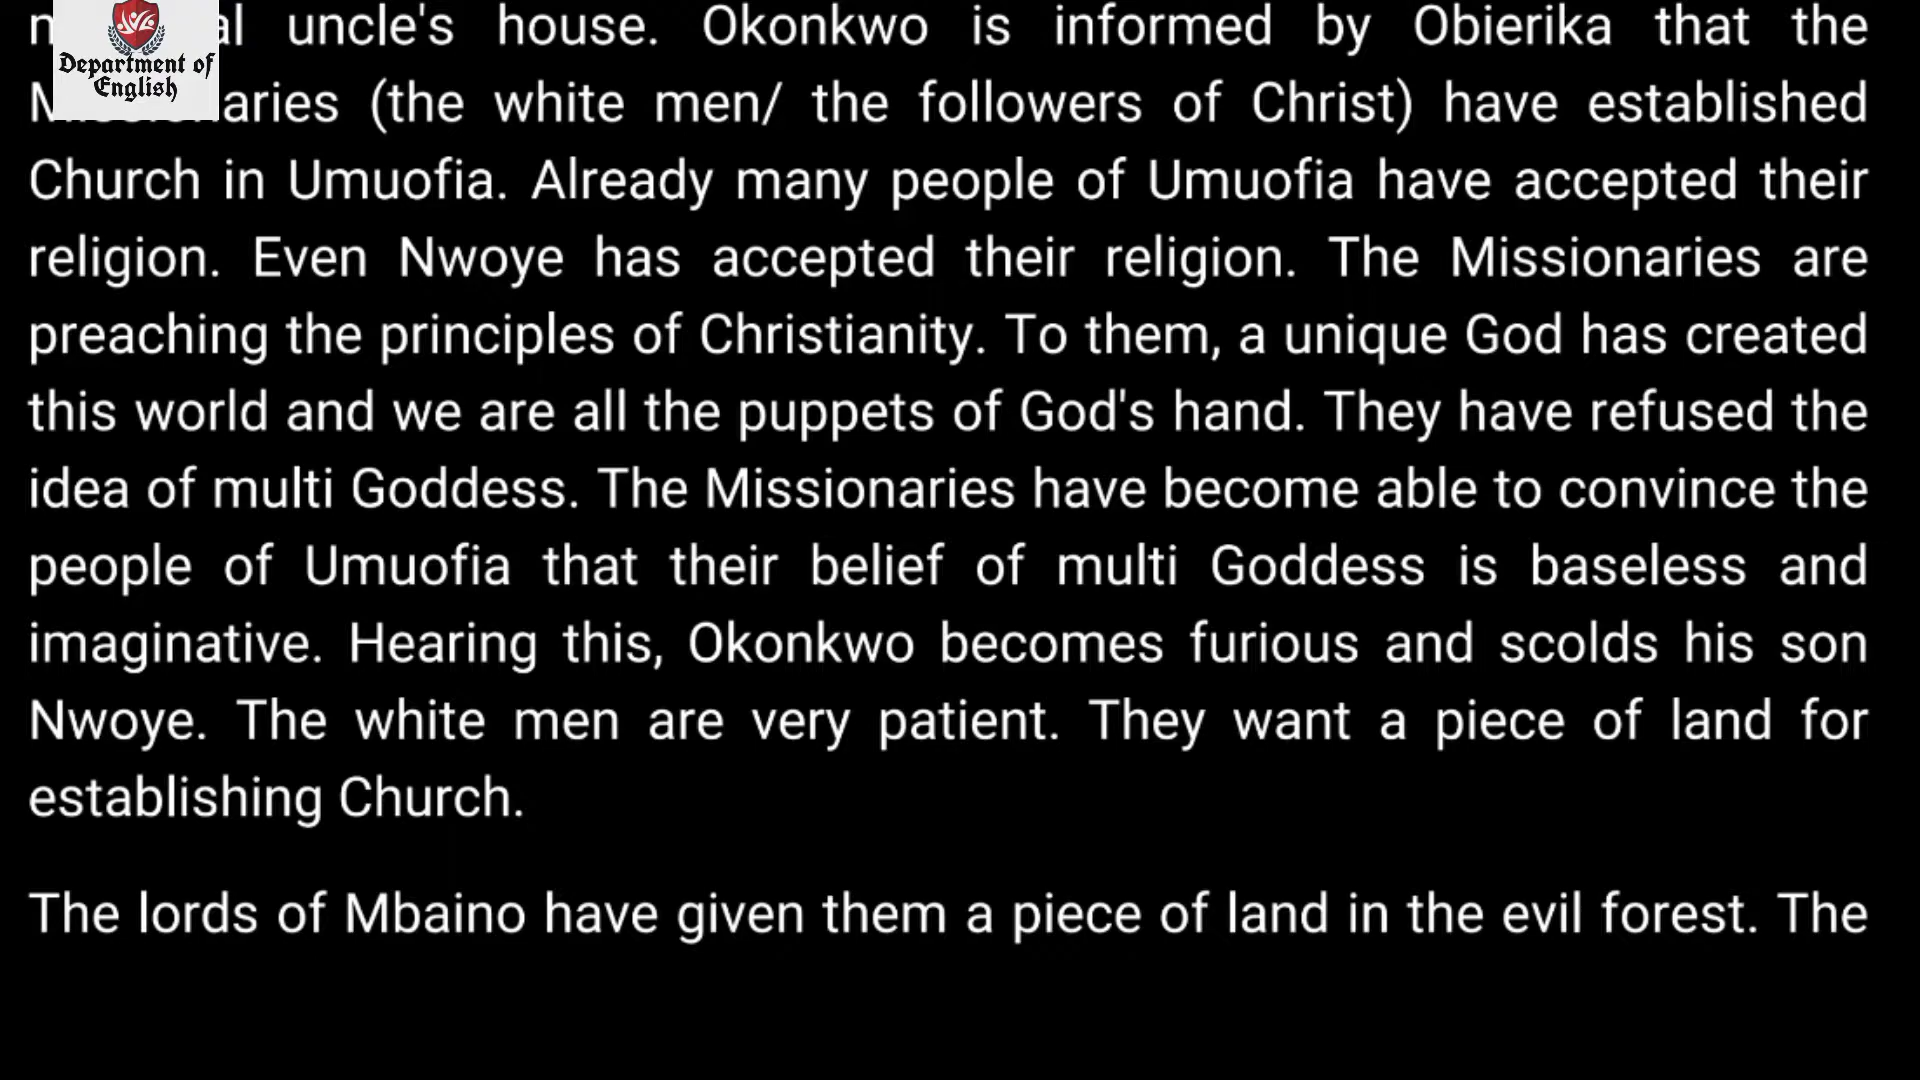 uncle's house. Okonkwo is informed by Obierika that the
Department of
English
(the white men/ the followers of Christ) have established
Church in Umuofia. Already many people of Umuofia have accepted their
religion. Even Nwoye has accepted their religion. The Missionaries are
preaching the principles of Christianity. To them, a unique God has created
this world and we are all the puppets of God's hand. They have refused the
idea of multi Goddess. The Missionaries have become able to convince the
people of Umuofia that their belief of multi Goddess is baseless and
imaginative. Hearing this, Okonkwo becomes furious and scolds his son
Nwoye. The white men are very patient. They want a piece of land for
establishing Church.
The lords of Mbaino have given them a piece of land in the evil forest. The